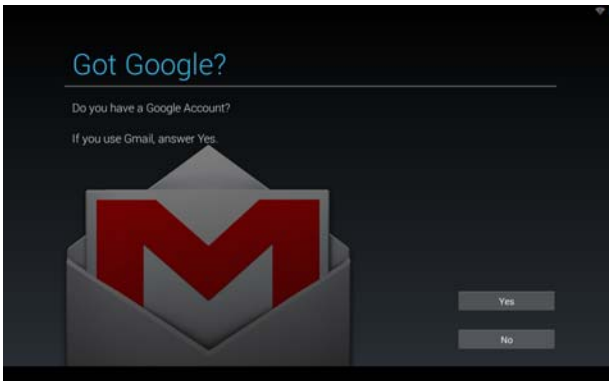 Got Google?
Do you have a Google Account?
If you use Gmail, answer Yes.
Yes
No